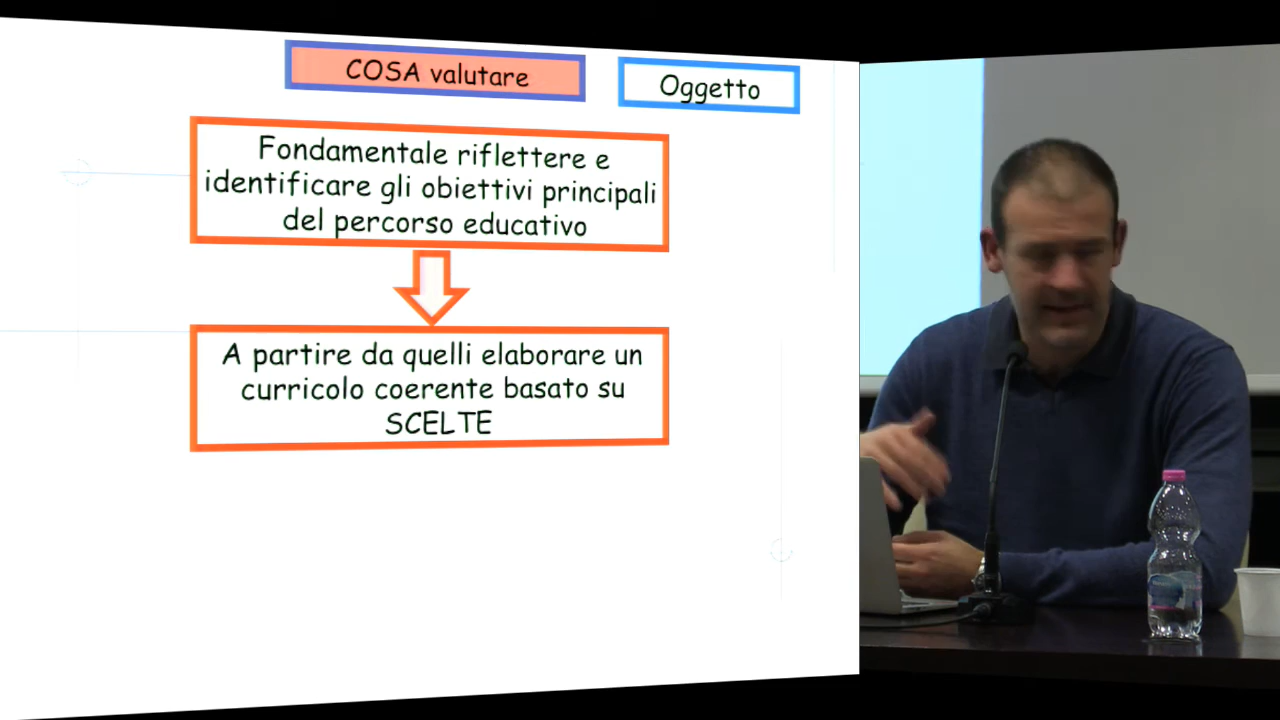 COSA valutare
Oggetto
Fondamentale riflettere e
identificare gli obiettivi principali
del percorso educativo
A partire da quelli elaborare un
curricolo coerente basato su
SCELTE